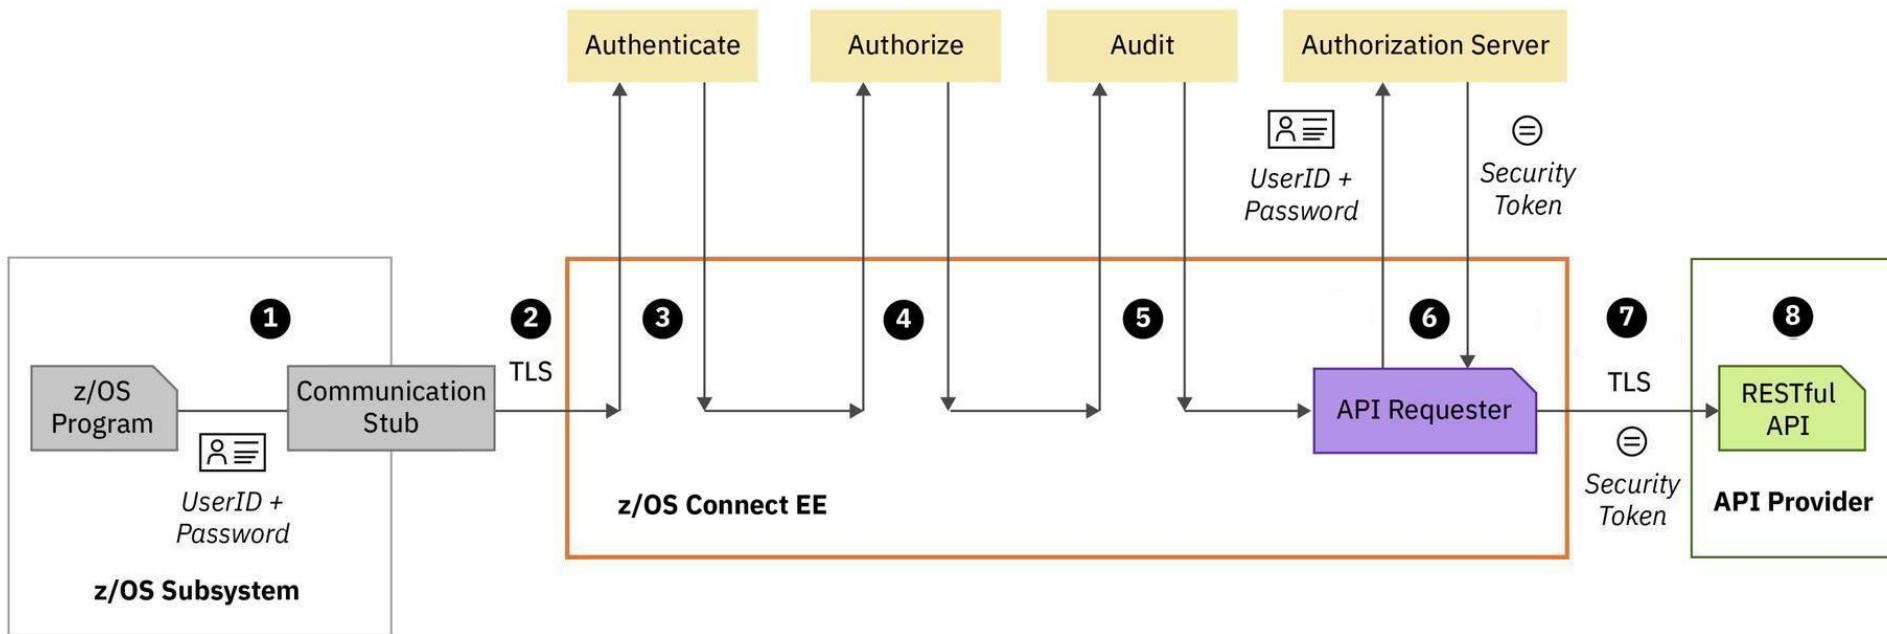 Authenticate
Authorize
Audit
Authorization Server
UserID +
Password
Security
Token
1
2
3
4
5
6
7
8
TLS
TLS
z/OS
Program
Communication
Stub
API Requester
RESTful
API
UserID +
Password
Security
Token
z/OS Connect EE
API Provider
z/OS Subsystem